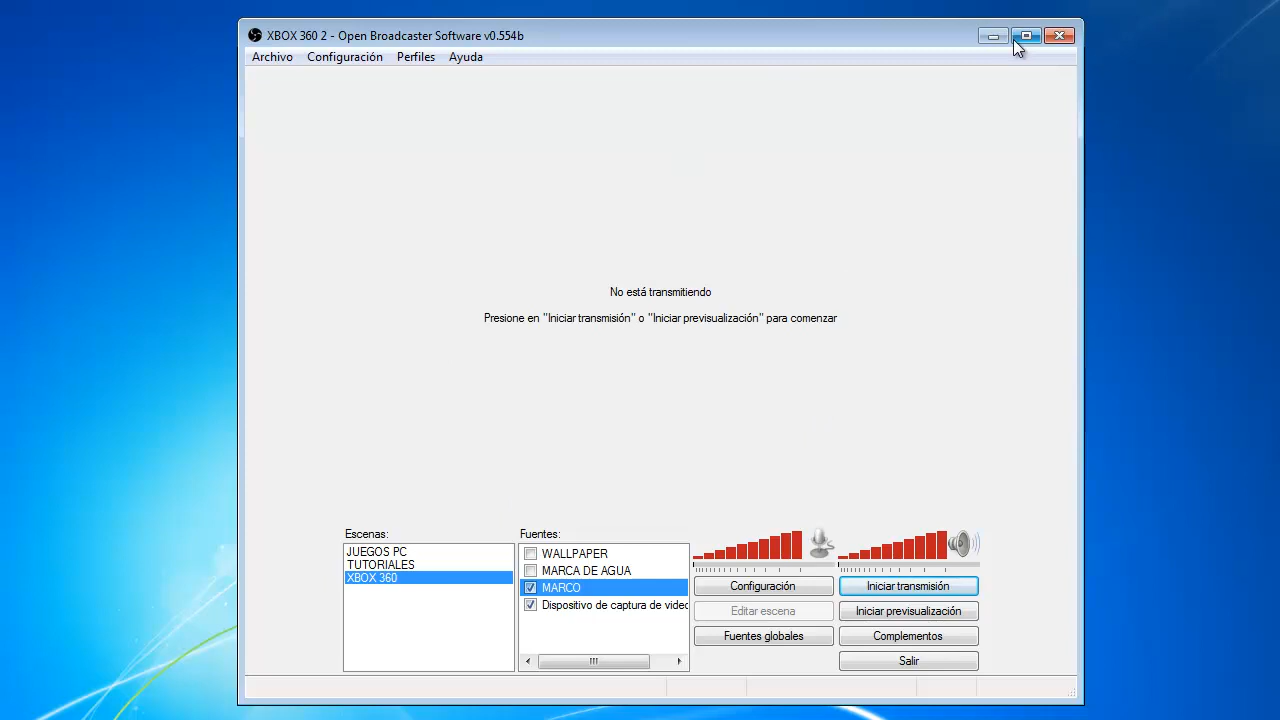 XBOX 360 2 - Open Broadcaster Software v0.554b
Archivo Configuración Perfiles Ayuda
No está transmitiendo
Presione en "Iniciar transmisión" o "Iniciar previsualización" para comenzar
Escenas:
JUEGOS PC
TUTORIALES
XBOX 360
Fuentes:
WALLPAPER
MARCA DE AGUA
MARCO
Dispositivo de captura de video
Configuración
Editar escena
Fuentes globales
Iniciar transmisión
Iniciar previsualización
Complementos
Salir